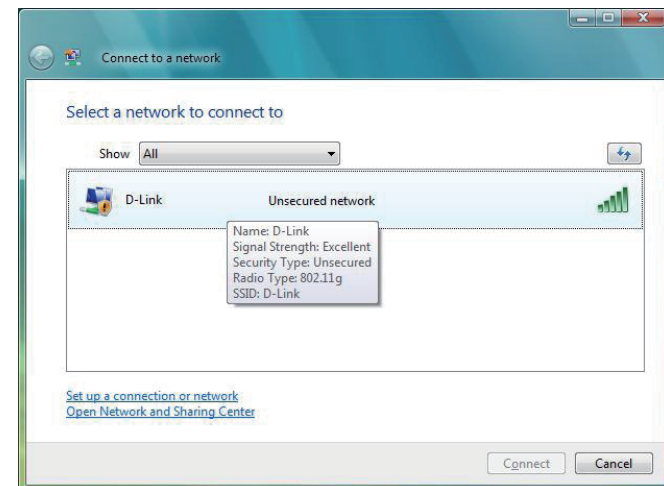 Connect to a network
Select a network to connect to
Show All
D-Link Unsecured network
Name: D-Link
Signal Strength: Excellent
Security Type: Unsecured
Radio Type: 802.11g
SSID: D-Link
Set up a connection or network
Open Network and Sharing Center
Connect Cancel